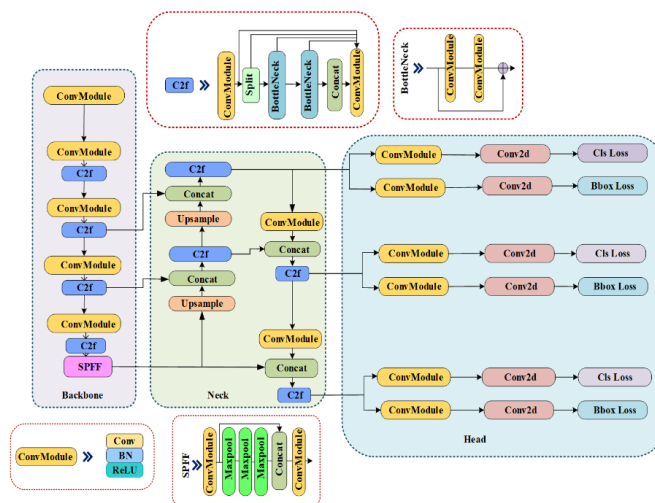 C2f
ConvModule
Split
BottleNeck
BottleNeck
Concat
ConvModule
BottleNeck
ConvModule
ConvModule
ConvModule
ConvModule
C2f
ConvModule
C2f
ConvModule
C2f
ConvModule
C2f
SPFF
Backbone
C2f
Concat
Upsample
C2f
Concat
Upsample
ConvModule
Concat
C2f
ConvModule
Concat
C2f
Neck
ConvModule
Conv2d
Cls Loss
ConvModule
Conv2d
Bbox Loss
ConvModule
Conv2d
Cls Loss
ConvModule
Conv2d
Bbox Loss
ConvModule
Conv2d
Cls Loss
ConvModule
Conv2d
Bbox Loss
Head
ConvModule
Conv
BN
ReLU
SPFF
ConvModule
Maxpool
Maxpool
Maxpool
Concat
ConvModule